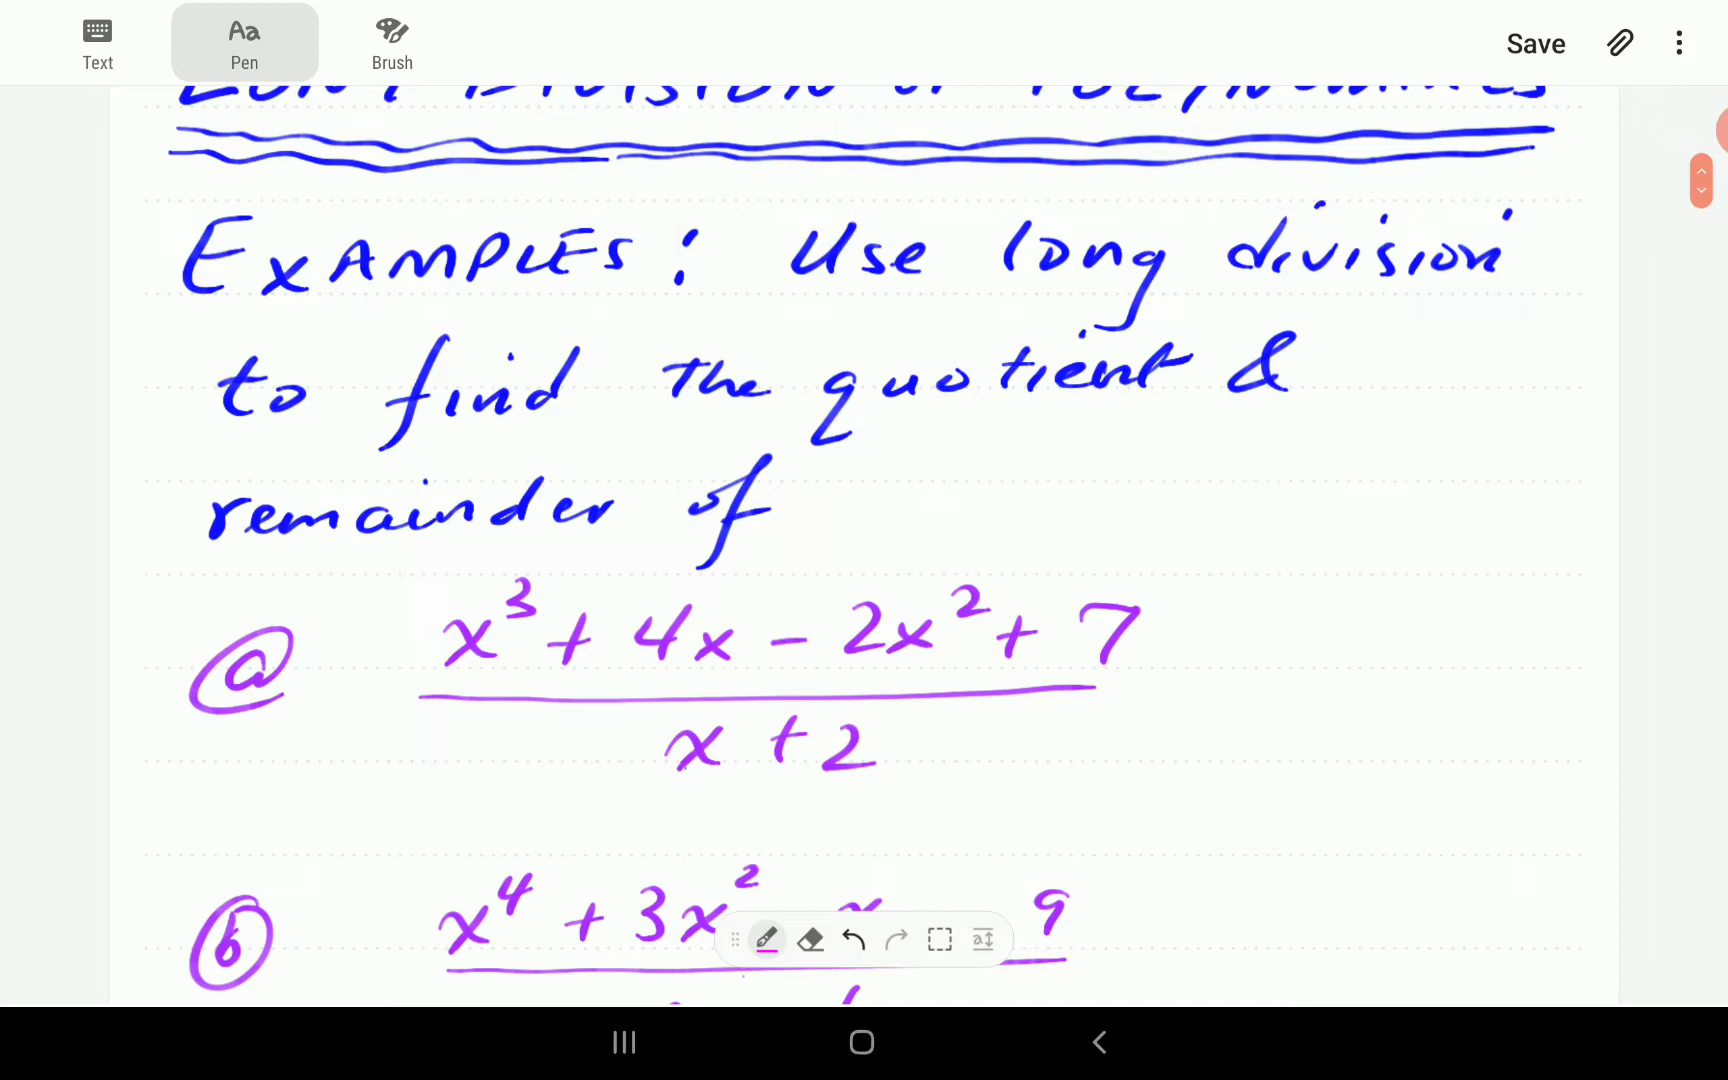 Text Pen Brush Save
Aa
EXAMPLES: Use long division
to find the quotient &
remainder of
(a) x³ + 4x - 2x² + 7
x + 2
(b) x⁴ + 3x² 9